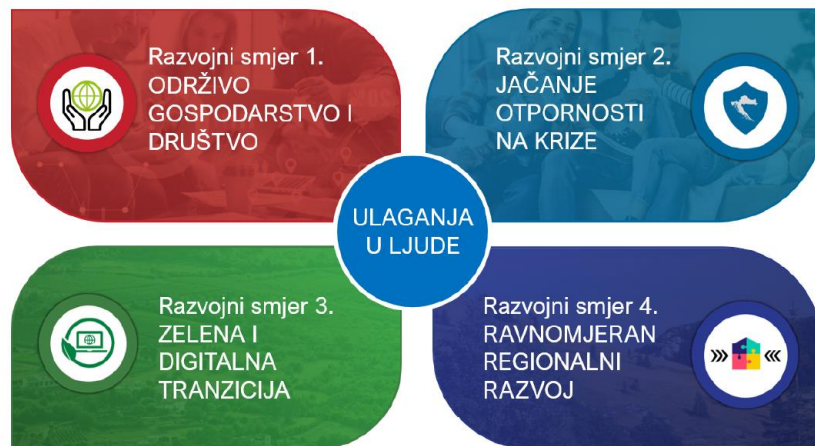 Razvojni smjer 1.
ODRŽIVO
GOSPODARSTVO I
DRUŠTVO
Razvojni smjer 2.
JAČANJE
OTPORNOSTI
NA KRIZE
ULAGANJA
U LJUDE
Razvojni smjer 3.
ZELENA I
DIGITALNA
TRANZICIJA
Razvojni smjer 4.
RAVNOMJERAN
REGIONALNI
RAZVOJ